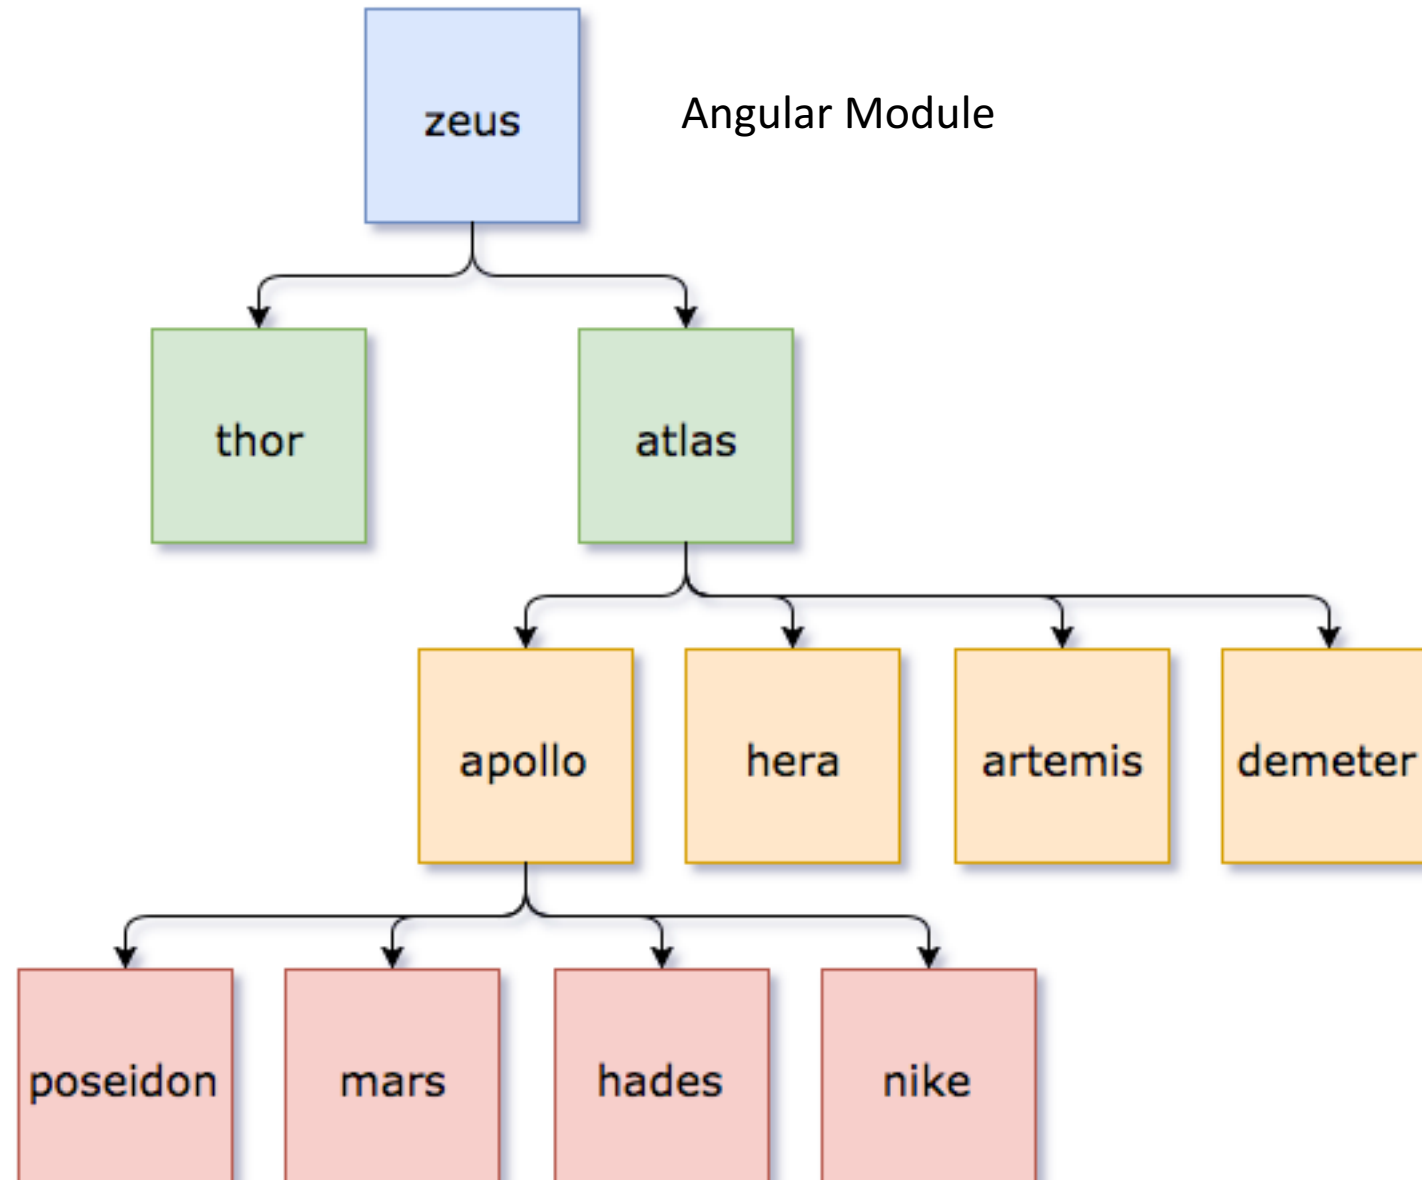 zeus
Angular Module
thor
atlas
apollo
hera
artemis
demeter
poseidon
mars
hades
nike